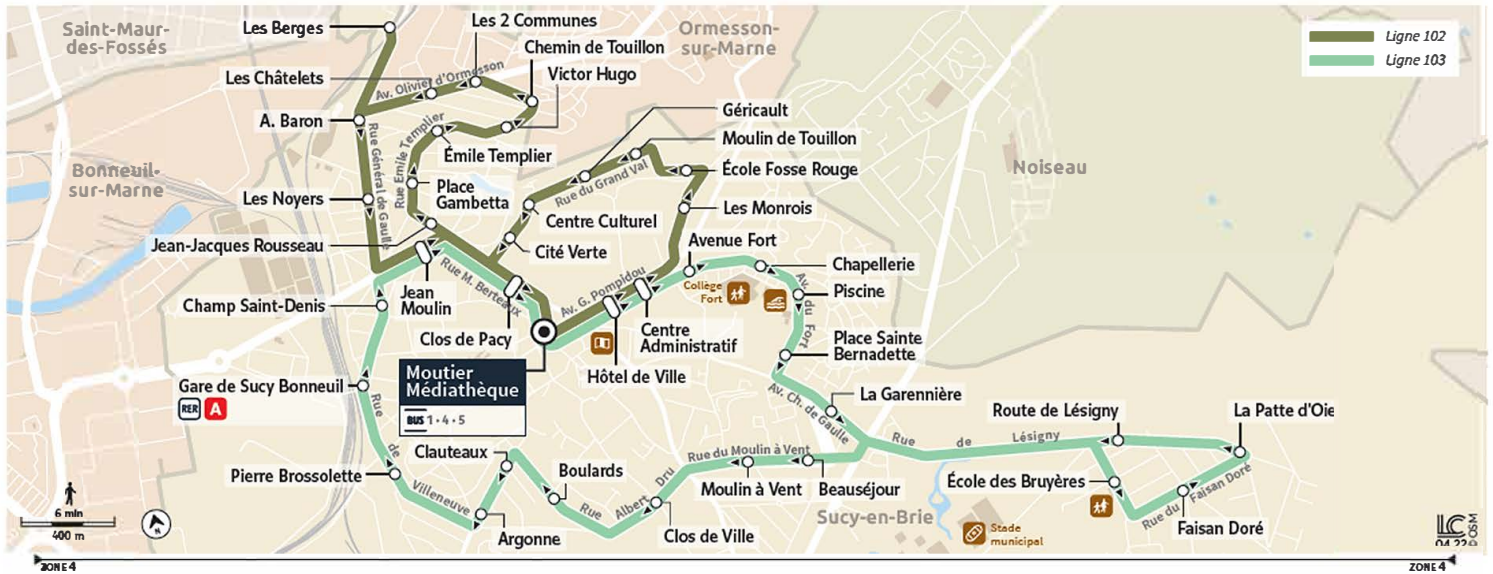 Saint-Maur-
des-Fossés
Les Berges
Les 2 Communes
Ormesson-
sur-Marne
Ligne 102
Ligne 103
Chemin de Touillon
Les Châtelets
Av. Olivier d'Ormesson
Victor Hugo
A. Baron
Géricault
Rue Général de Gaulle
Rue Emile Templier
Émile Templier
Moulin de Touillon
Bonneuil-
sur-Marne
Noiseau
École Fosse Rouge
Rue du Grand Val
Place
Gambetta
Les Noyers
Centre Culturel
Les Monrois
Jean-Jacques Rousseau
Cité Verte
Avenue Fort
Chapellerie
Rue M. Berteaux
Av. G. Pompidou
Collège
Fort
Piscine
Av. du Fort
Jean
Moulin
Champ Saint-Denis
Clos de Pacy
Centre
Administratif
Place Sainte
Bernadette
Moutier
Médiathèque
BUS 1 • 4 • 5
Hôtel de Ville
Gare de Sucy Bonneuil
RER A
La Garennière
Av. Ch. de Gaulle
Route de Lésigny
La Patte d'Oie
Rue de Lésigny
Rue de Villeneuve
Clauteaux
Rue du Moulin à Vent
Pierre Brossolette
Boulards
Moulin à Vent
Beauséjour
École des Bruyères
Rue du Faisan Doré
Faisan Doré
Rue Albert Dru
Argonne
Clos de Ville
Sucy-en-Brie
Stade
municipal
6 min
400 m
N
LC
04.22
© OSM
ZONE 4
ZONE 4